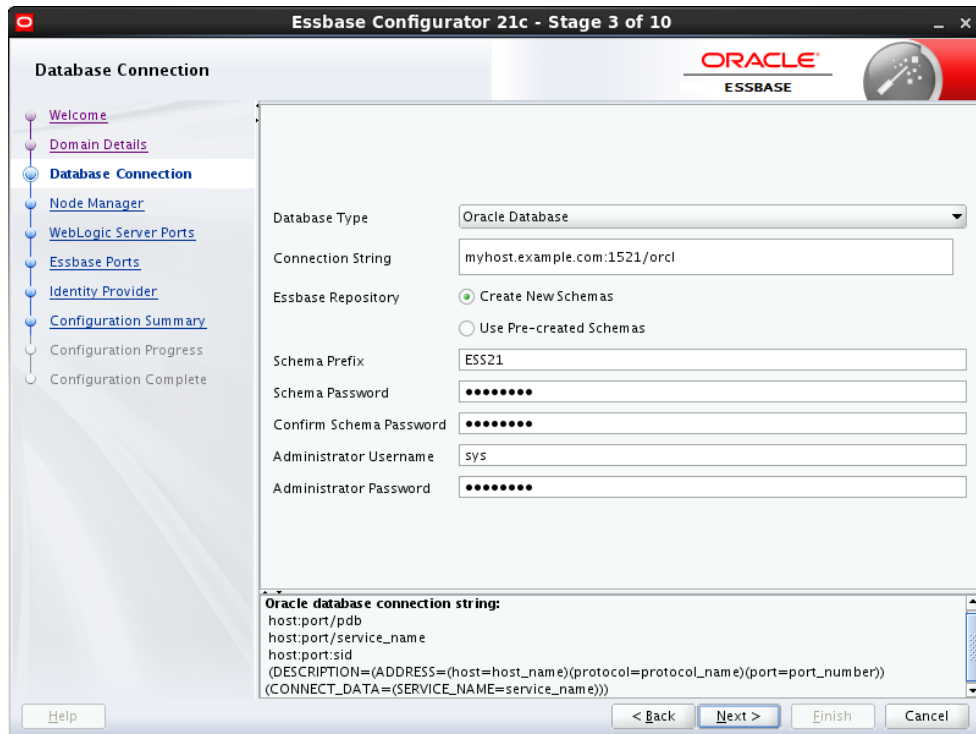 Essbase Configurator 21c - Stage 3 of 10
Database Connection
ORACLE
ESSBASE
Welcome
Domain Details
Database Connection
Node Manager
WebLogic Server Ports
Essbase Ports
Identity Provider
Configuration Summary
Configuration Progress
Configuration Complete
Database Type
Oracle Database
Connection String
myhost.example.com:1521/orcl
Essbase Repository
Create New Schemas
Use Pre-created Schemas
Schema Prefix
ESS21
Schema Password
••••••••
Confirm Schema Password
••••••••
Administrator Username
sys
Administrator Password
••••••••
Oracle database connection string:
host:port/pdb
host:port/service_name
host:port:sid
(DESCRIPTION=(ADDRESS=(host=host_name)(protocol=protocol_name)(port=port_number))
(CONNECT_DATA=(SERVICE_NAME=service_name)))
Help
< Back
Next >
Finish
Cancel